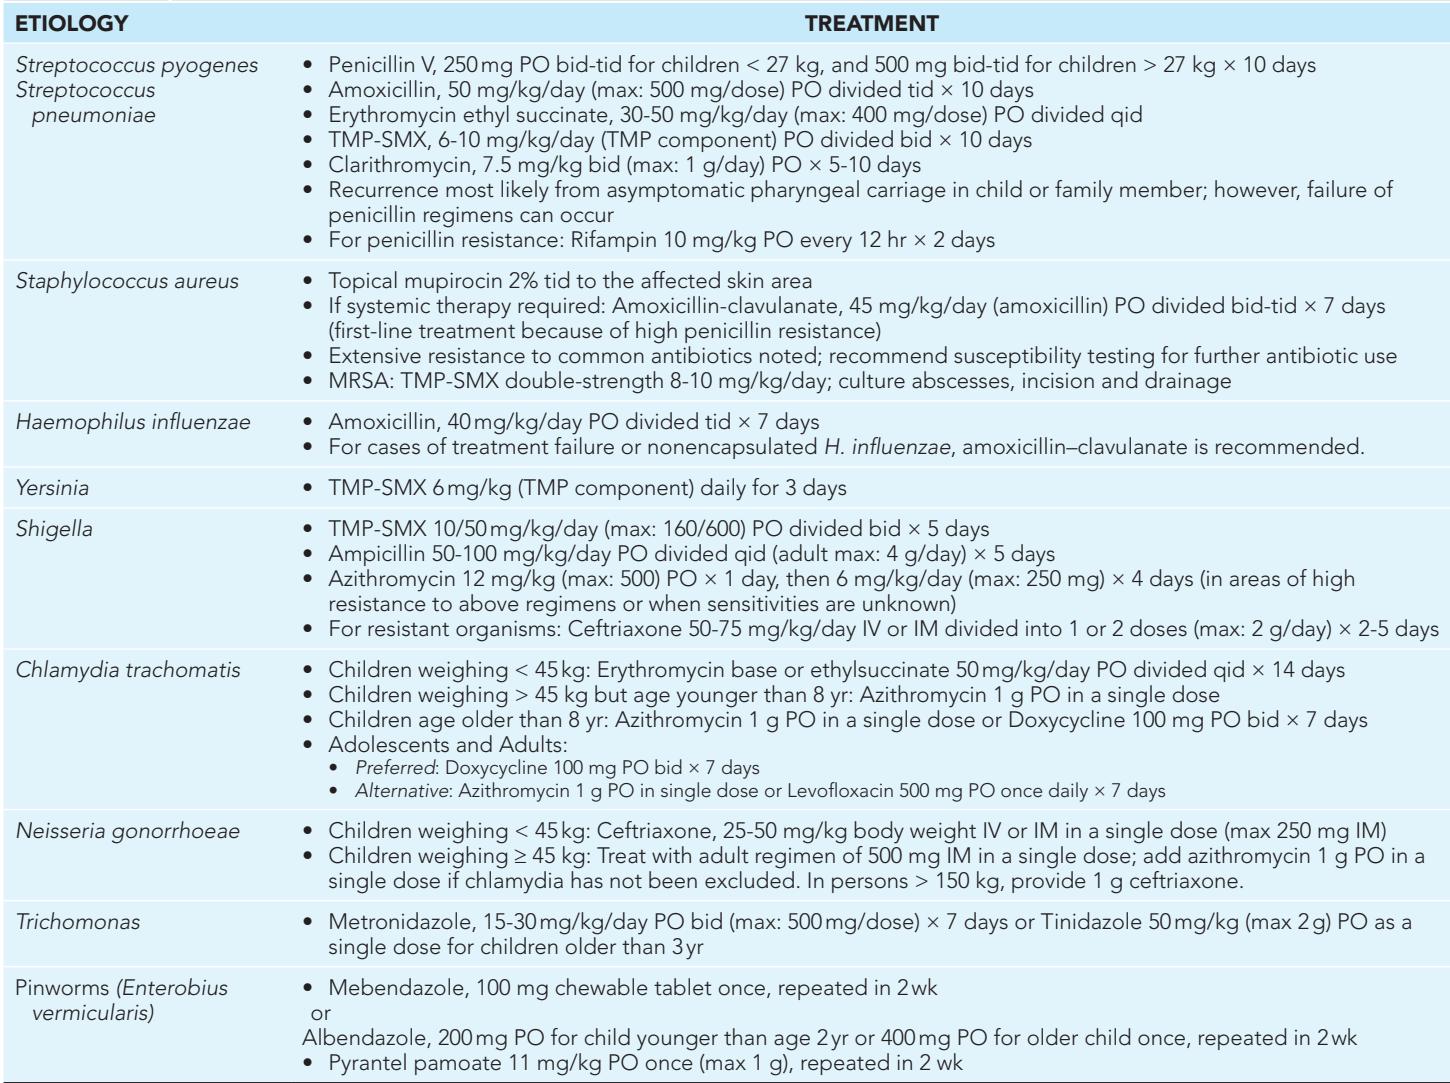 ETIOLOGY TREATMENT
Streptococcus pyogenes
Streptococcus
pneumoniae
• Penicillin V, 250 mg PO bid-tid for children < 27 kg, and 500 mg bid-tid for children > 27 kg × 10 days
• Amoxicillin, 50 mg/kg/day (max: 500 mg/dose) PO divided tid × 10 days
• Erythromycin ethyl succinate, 30-50 mg/kg/day (max: 400 mg/dose) PO divided qid
• TMP-SMX, 6-10 mg/kg/day (TMP component) PO divided bid × 10 days
• Clarithromycin, 7.5 mg/kg bid (max: 1 g/day) PO × 5-10 days
• Recurrence most likely from asymptomatic pharyngeal carriage in child or family member; however, failure of
penicillin regimens can occur
• For penicillin resistance: Rifampin 10 mg/kg PO every 12 hr × 2 days
Staphylococcus aureus
• Topical mupirocin 2% tid to the affected skin area
• If systemic therapy required: Amoxicillin-clavulanate, 45 mg/kg/day (amoxicillin) PO divided bid-tid × 7 days
(first-line treatment because of high penicillin resistance)
• Extensive resistance to common antibiotics noted; recommend susceptibility testing for further antibiotic use
• MRSA: TMP-SMX double-strength 8-10 mg/kg/day; culture abscesses, incision and drainage
Haemophilus influenzae
• Amoxicillin, 40 mg/kg/day PO divided tid × 7 days
• For cases of treatment failure or nonencapsulated H. influenzae, amoxicillin–clavulanate is recommended.
Yersinia
• TMP-SMX 6 mg/kg (TMP component) daily for 3 days
Shigella
• TMP-SMX 10/50 mg/kg/day (max: 160/600) PO divided bid × 5 days
• Ampicillin 50-100 mg/kg/day PO divided qid (adult max: 4 g/day) × 5 days
• Azithromycin 12 mg/kg (max: 500) PO × 1 day, then 6 mg/kg/day (max: 250 mg) × 4 days (in areas of high
resistance to above regimens or when sensitivities are unknown)
• For resistant organisms: Ceftriaxone 50-75 mg/kg/day IV or IM divided into 1 or 2 doses (max: 2 g/day) × 2-5 days
Chlamydia trachomatis
• Children weighing < 45 kg: Erythromycin base or ethylsuccinate 50 mg/kg/day PO divided qid × 14 days
• Children weighing > 45 kg but age younger than 8 yr: Azithromycin 1 g PO in a single dose
• Children age older than 8 yr: Azithromycin 1 g PO in a single dose or Doxycycline 100 mg PO bid × 7 days
• Adolescents and Adults:
• Preferred: Doxycycline 100 mg PO bid × 7 days
• Alternative: Azithromycin 1 g PO in single dose or Levofloxacin 500 mg PO once daily × 7 days
Neisseria gonorrhoeae
• Children weighing < 45 kg: Ceftriaxone, 25-50 mg/kg body weight IV or IM in a single dose (max 250 mg IM)
• Children weighing ≥ 45 kg: Treat with adult regimen of 500 mg IM in a single dose; add azithromycin 1 g PO in a
single dose if chlamydia has not been excluded. In persons > 150 kg, provide 1 g ceftriaxone.
Trichomonas
• Metronidazole, 15-30 mg/kg/day PO bid (max: 500 mg/dose) × 7 days or Tinidazole 50 mg/kg (max 2 g) PO as a
single dose for children older than 3 yr
Pinworms (Enterobius
vermicularis)
• Mebendazole, 100 mg chewable tablet once, repeated in 2 wk
or
Albendazole, 200 mg PO for child younger than age 2 yr or 400 mg PO for older child once, repeated in 2 wk
• Pyrantel pamoate 11 mg/kg PO once (max 1 g), repeated in 2 wk